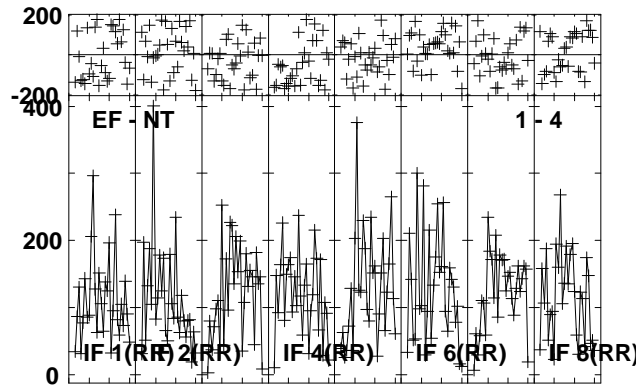 200
-200
400
EF - NT 1 - 4
200
0
IF 1(RR) IF 2(RR) IF 4(RR) IF 6(RR) IF 8(RR)